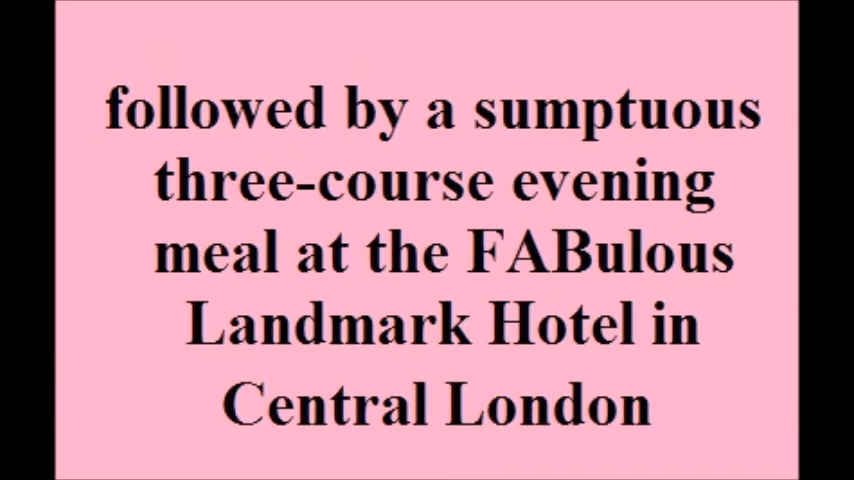 followed by a sumptuous
three-course evening
meal at the FABulous
Landmark Hotel in
Central London